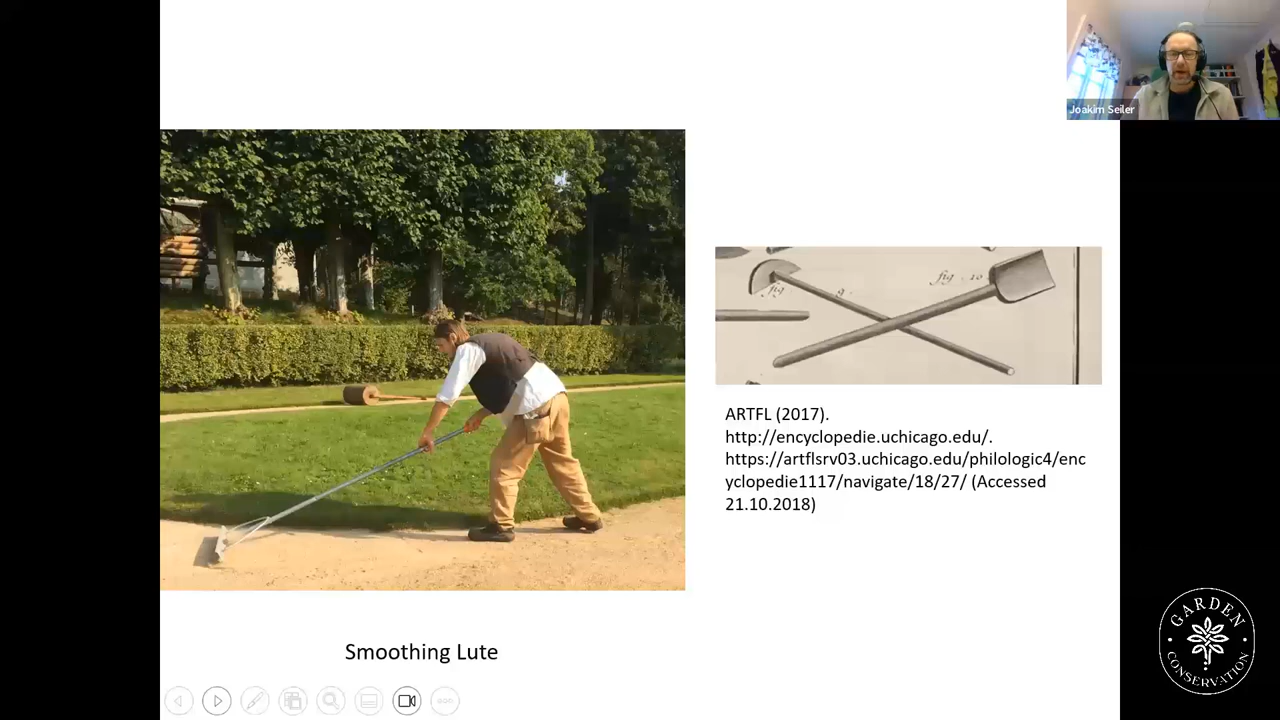 Joakim Seiler
fig
9.
fig . 10
ARTFL (2017).
http://encyclopedie.uchicago.edu/.
https://artflsrv03.uchicago.edu/philologic4/enc
yclopedie1117/navigate/18/27/ (Accessed
21.10.2018)
Smoothing Lute
GARDEN
CONSERVATION